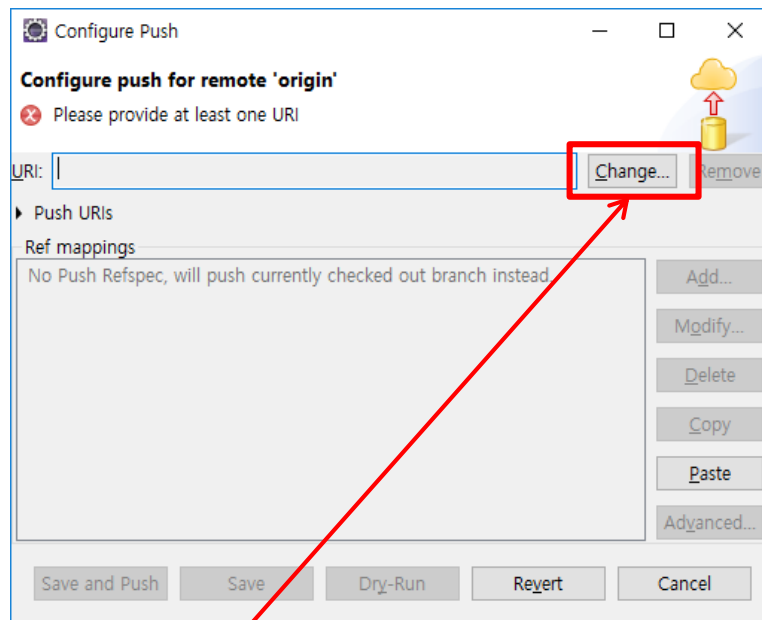 Configure Push
Configure push for remote 'origin'
Please provide at least one URI
URI:
Change...
Remove
Push URIs
Ref mappings
No Push Refspec, will push currently checked out branch instead.
Add...
Modify...
Delete
Copy
Paste
Advanced...
Save and Push
Save
Dry-Run
Revert
Cancel